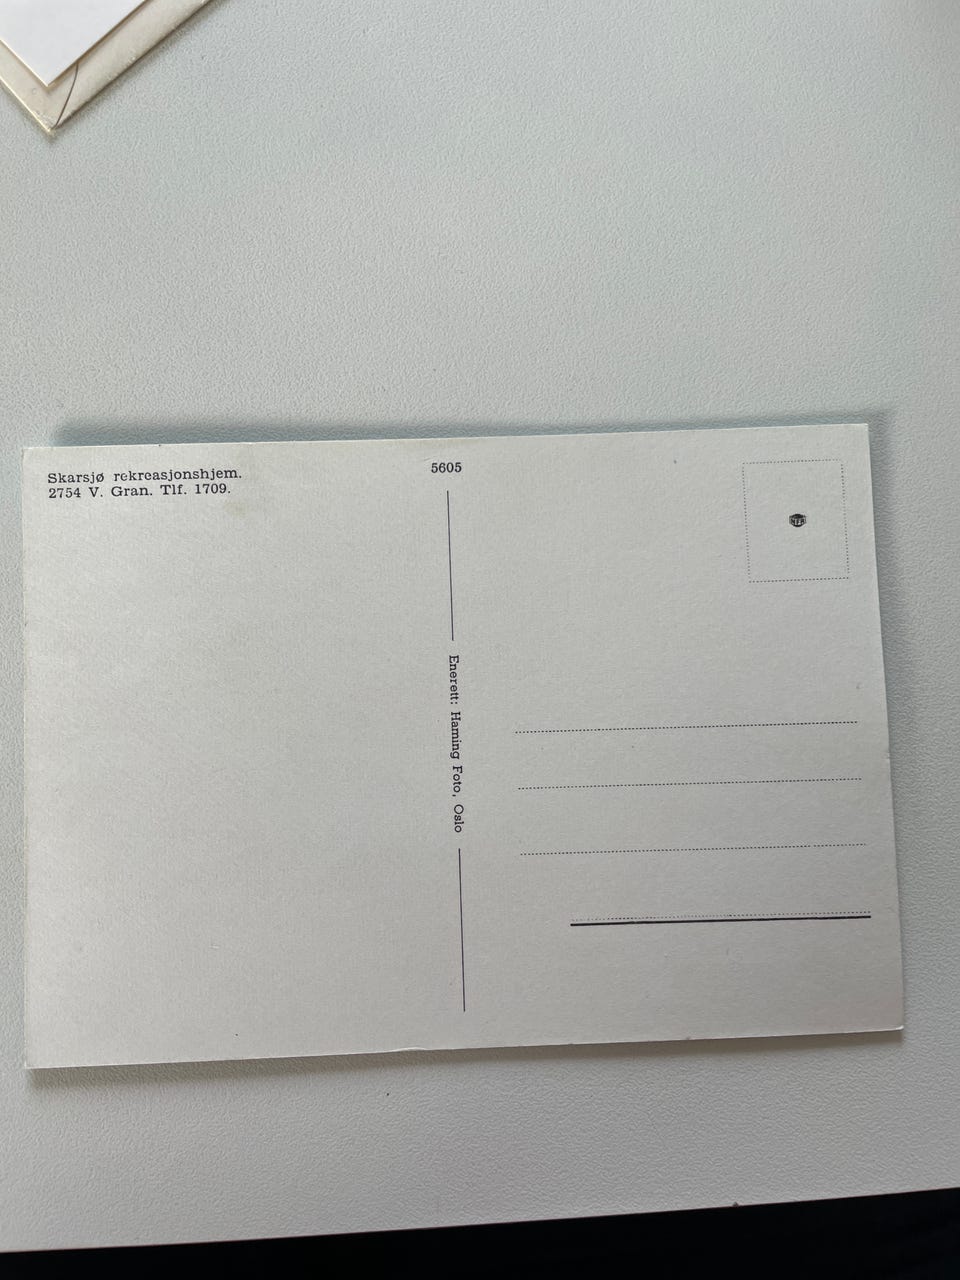 Skarsjø rekreasjonshjem.
2754 V. Gran. Tlf. 1709.
5605
Enerett: Haming Foto, Oslo